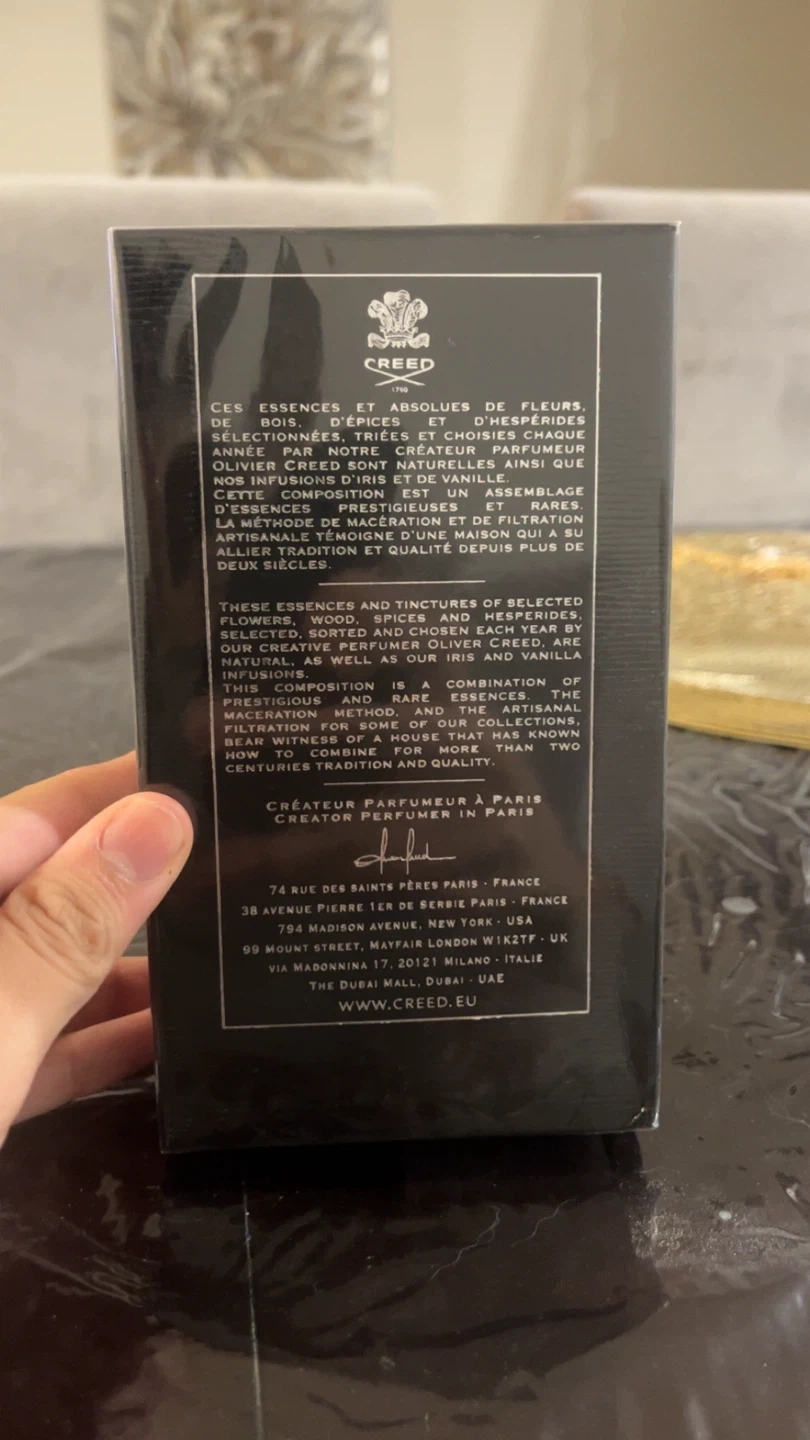 CREED
1760
CES ESSENCES ET ABSOLUES DE FLEURS,
DE BOIS, D'ÉPICES ET D'HESPÉRIDES
SÉLECTIONNÉES, TRIÉES ET CHOISIES CHAQUE
ANNÉE PAR NOTRE CRÉATEUR PARFUMEUR
OLIVIER CREED SONT NATURELLES AINSI QUE
NOS INFUSIONS D'IRIS ET DE VANILLE.
CETTE COMPOSITION EST UN ASSEMBLAGE
D'ESSENCES PRESTIGIEUSES ET RARES.
LA MÉTHODE DE MACÉRATION ET DE FILTRATION
ARTISANALE TÉMOIGNE D'UNE MAISON QUI A SU
ALLIER TRADITION ET QUALITÉ DEPUIS PLUS DE
DEUX SIÈCLES.
THESE ESSENCES AND TINCTURES OF SELECTED
FLOWERS, WOOD, SPICES AND HESPERIDES,
SELECTED, SORTED AND CHOSEN EACH YEAR BY
OUR CREATIVE PERFUMER OLIVER CREED, ARE
NATURAL, AS WELL AS OUR IRIS AND VANILLA
INFUSIONS.
THIS COMPOSITION IS A COMBINATION OF
PRESTIGIOUS AND RARE ESSENCES. THE
MACERATION METHOD, AND THE ARTISANAL
FILTRATION FOR SOME OF OUR COLLECTIONS,
BEAR WITNESS OF A HOUSE THAT HAS KNOWN
HOW TO COMBINE FOR MORE THAN TWO
CENTURIES TRADITION AND QUALITY.
CRÉATEUR PARFUMEUR À PARIS
CREATOR PERFUMER IN PARIS
74 RUE DES SAINTS PÈRES PARIS - FRANCE
38 AVENUE PIERRE 1ER DE SERBIE PARIS - FRANCE
794 MADISON AVENUE, NEW YORK - USA
99 MOUNT STREET, MAYFAIR LONDON W1K2TF - UK
VIA MADONNINA 17, 20121 MILANO - ITALIE
THE DUBAI MALL, DUBAI - UAE
WWW.CREED.EU